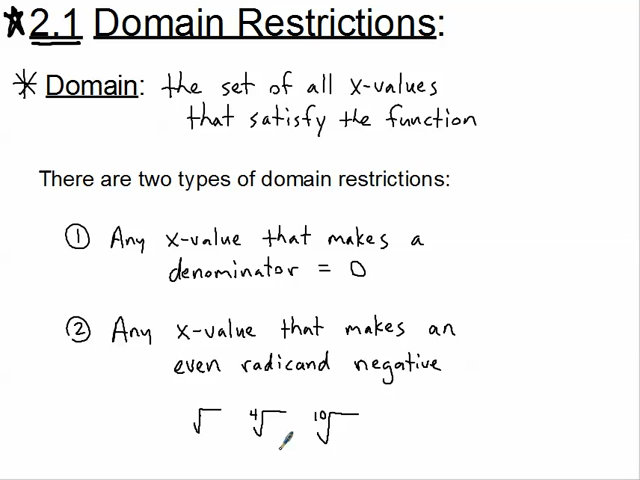 *2.1 Domain Restrictions:
* Domain: the set of all x-values
that satisfy the function
There are two types of domain restrictions:
① Any x-value that makes a
denominator = 0
② Any x-value that makes an
even radicand negative
√ ⁴√ ¹⁰√